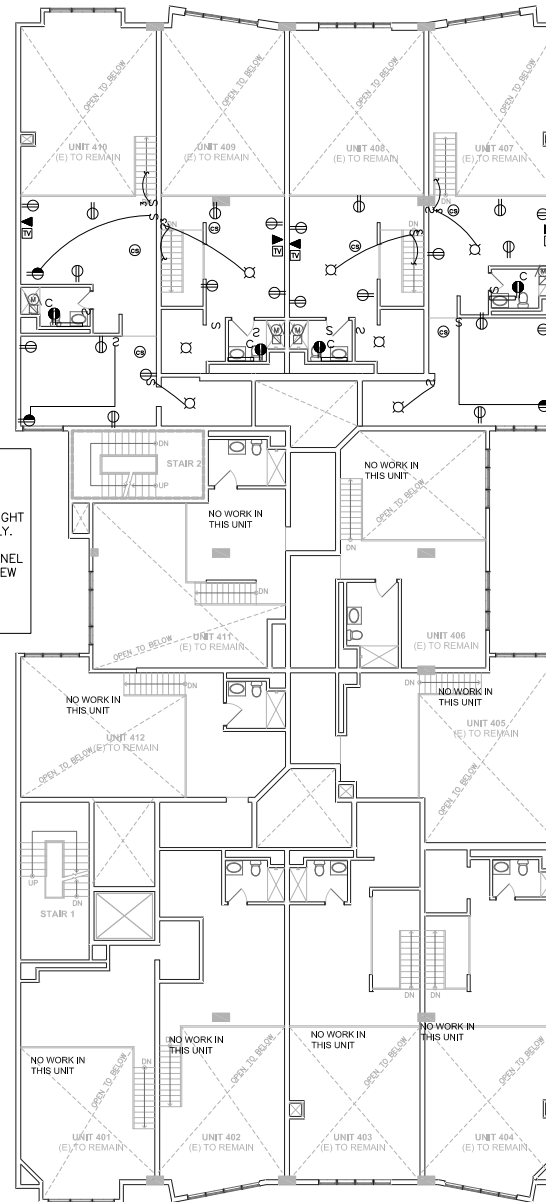 OPEN TO BELOW
OPEN TO BELOW
OPEN TO BELOW
OPEN TO BELOW
UNIT 410
(E) TO REMAIN
UNIT 409
(E) TO REMAIN
UNIT 408
(E) TO REMAIN
UNIT 407
(E) TO REMAIN
DN
DN
DN
TV
TV
TV
CS
CS
CS
CS
CS
CS
CS
S
S
S
S
S
S
S
S
M
M
M
M
C
C
C
C
DN
STAIR 2
UP
GHT
LY.
NEL
EW
NO WORK IN
THIS UNIT
OPEN TO BELOW
DN
NO WORK IN
THIS UNIT
DN
UNIT 411
(E) TO REMAIN
OPEN TO BELOW
UNIT 406
(E) TO REMAIN
DN
NO WORK IN
THIS UNIT
UNIT 412
(E) TO REMAIN
OPEN TO BELOW
DN
NO WORK IN
THIS UNIT
UNIT 405
(E) TO REMAIN
OPEN TO BELOW
UP
DN
STAIR 1
DN
DN
DN
DN
NO WORK IN
THIS UNIT
NO WORK IN
THIS UNIT
NO WORK IN
THIS UNIT
NO WORK IN
THIS UNIT
OPEN TO BELOW
OPEN TO BELOW
OPEN TO BELOW
OPEN TO BELOW
UNIT 401
(E) TO REMAIN
UNIT 402
(E) TO REMAIN
UNIT 403
(E) TO REMAIN
UNIT 404
(E) TO REMAIN